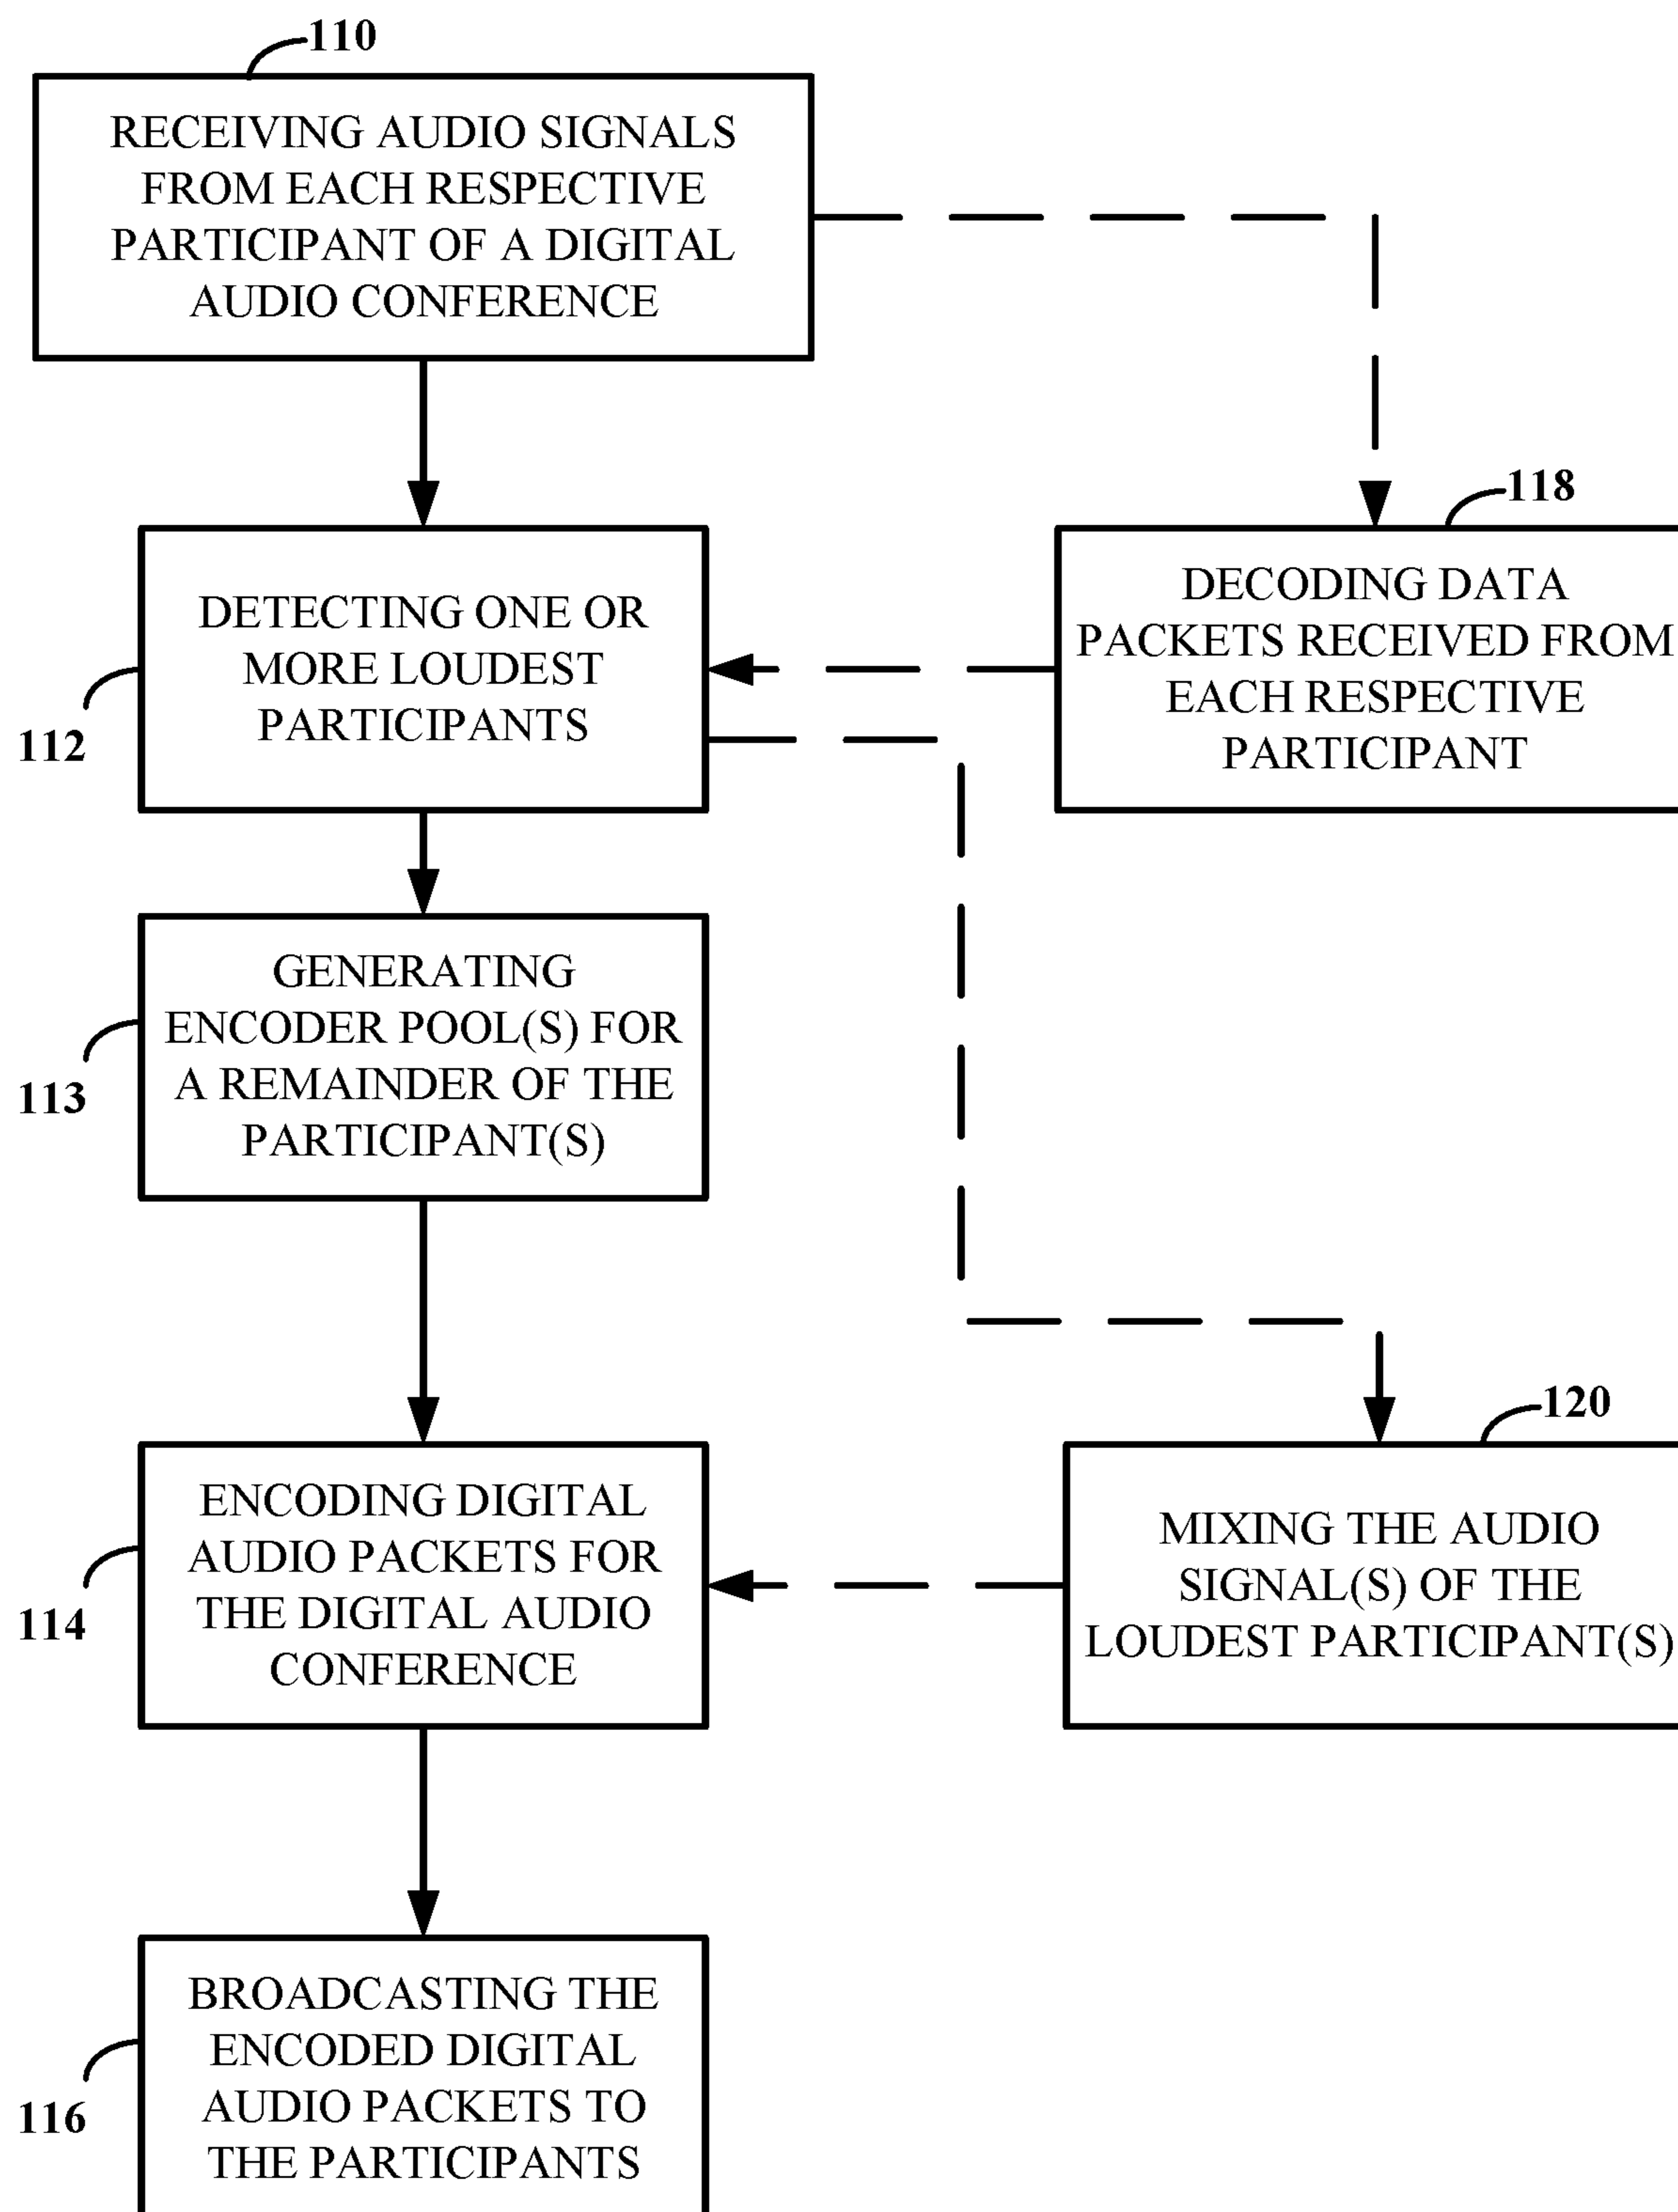 110
RECEIVING AUDIO SIGNALS
FROM EACH RESPECTIVE
PARTICIPANT OF A DIGITAL
AUDIO CONFERENCE
118
DECODING DATA
PACKETS RECEIVED FROM
EACH RESPECTIVE
PARTICIPANT
112
DETECTING ONE OR
MORE LOUDEST
PARTICIPANTS
113
GENERATING
ENCODER POOL(S) FOR
A REMAINDER OF THE
PARTICIPANT(S)
120
MIXING THE AUDIO
SIGNAL(S) OF THE
LOUDEST PARTICIPANT(S)
114
ENCODING DIGITAL
AUDIO PACKETS FOR
THE DIGITAL AUDIO
CONFERENCE
116
BROADCASTING THE
ENCODED DIGITAL
AUDIO PACKETS TO
THE PARTICIPANTS